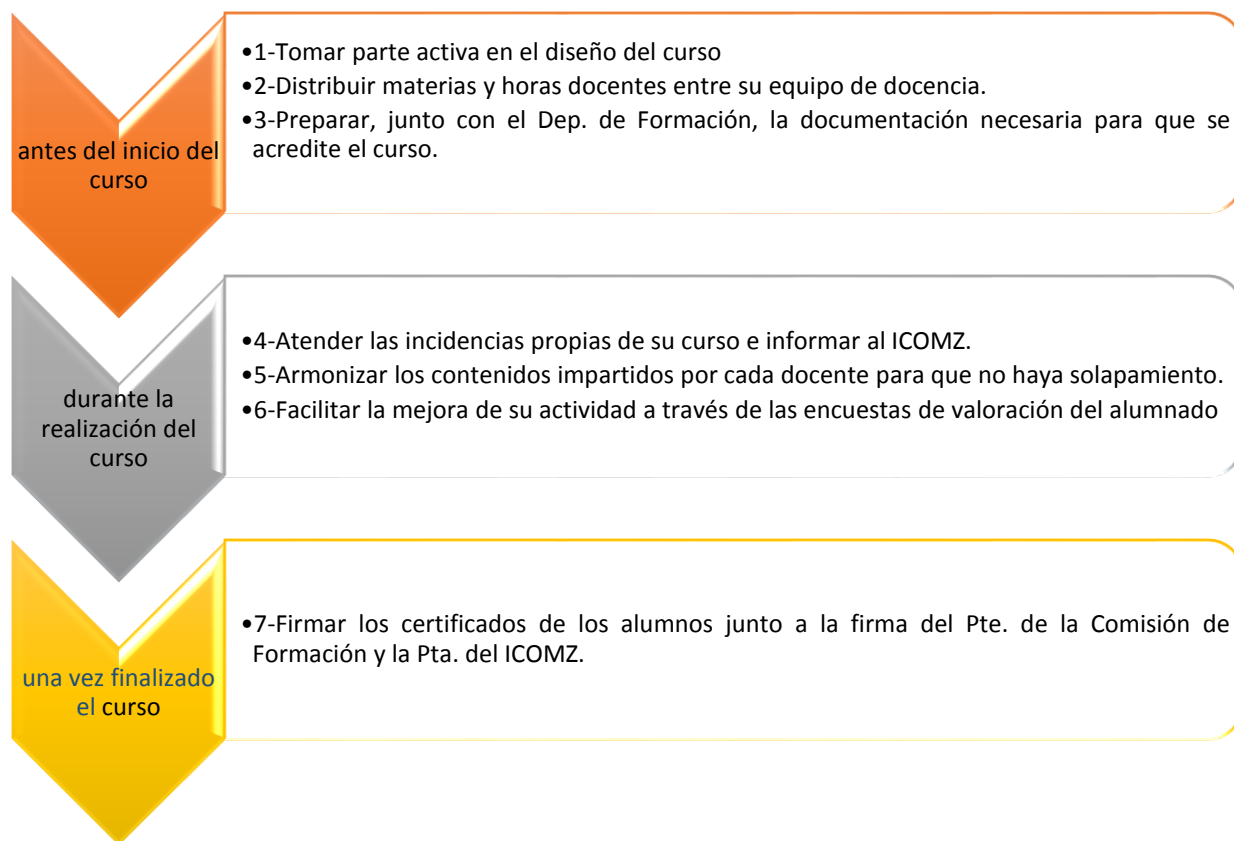 antes del inicio del
curso
•1-Tomar parte activa en el diseño del curso
•2-Distribuir materias y horas docentes entre su equipo de docencia.
•3-Preparar, junto con el Dep. de Formación, la documentación necesaria para que se
acredite el curso.
durante la
realización del
curso
•4-Atender las incidencias propias de su curso e informar al ICOMZ.
•5-Armonizar los contenidos impartidos por cada docente para que no haya solapamiento.
•6-Facilitar la mejora de su actividad a través de las encuestas de valoración del alumnado
una vez finalizado
el curso
•7-Firmar los certificados de los alumnos junto a la firma del Pte. de la Comisión de
Formación y la Pta. del ICOMZ.